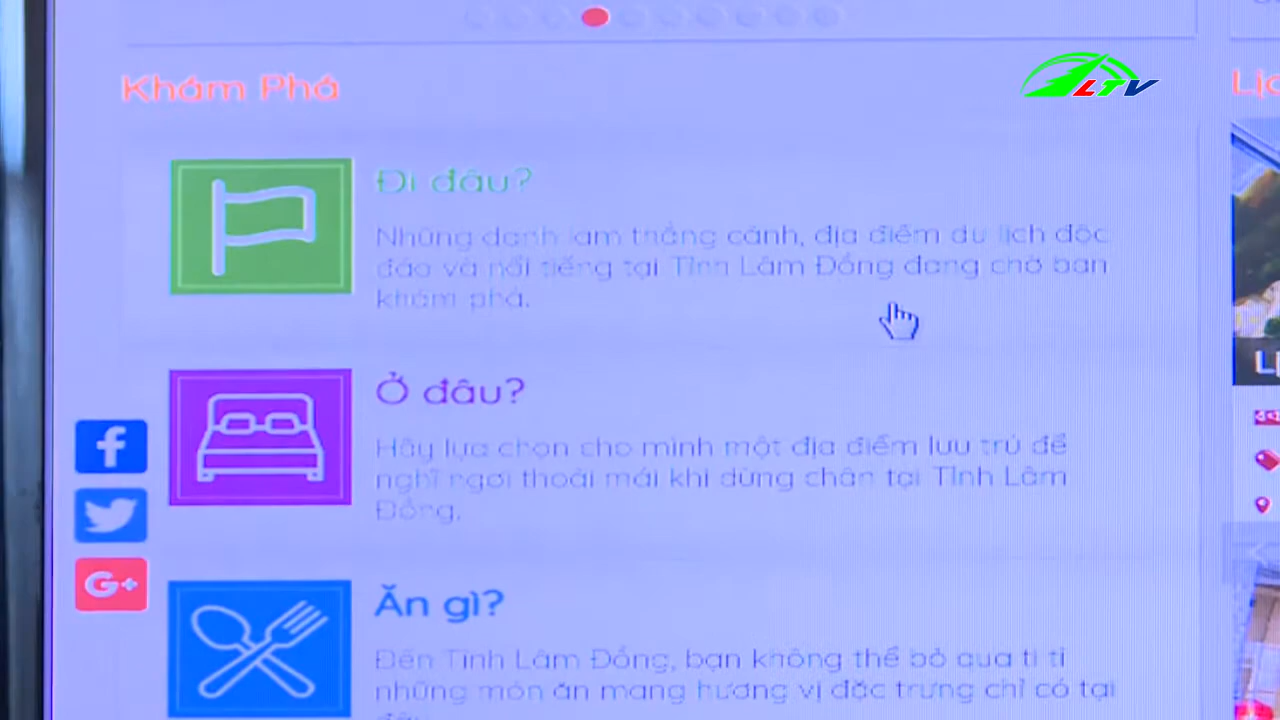 Khám Phá
LTV
Đi đâu?
Những danh lam thắng cảnh, địa điểm du lịch độc
đáo và nổi tiếng tại Tỉnh Lâm Đồng đang chờ bạn
khám phá.
Ở đâu?
Hãy lựa chọn cho mình một địa điểm lưu trú để
nghỉ ngơi thoải mái khi dừng chân tại Tỉnh Lâm
Đồng.
f
G+
Ăn gì?
Đến Tỉnh Lâm Đồng, bạn không thể bỏ qua ti tỉ
những món ăn mang hương vị đặc trưng chỉ có tại